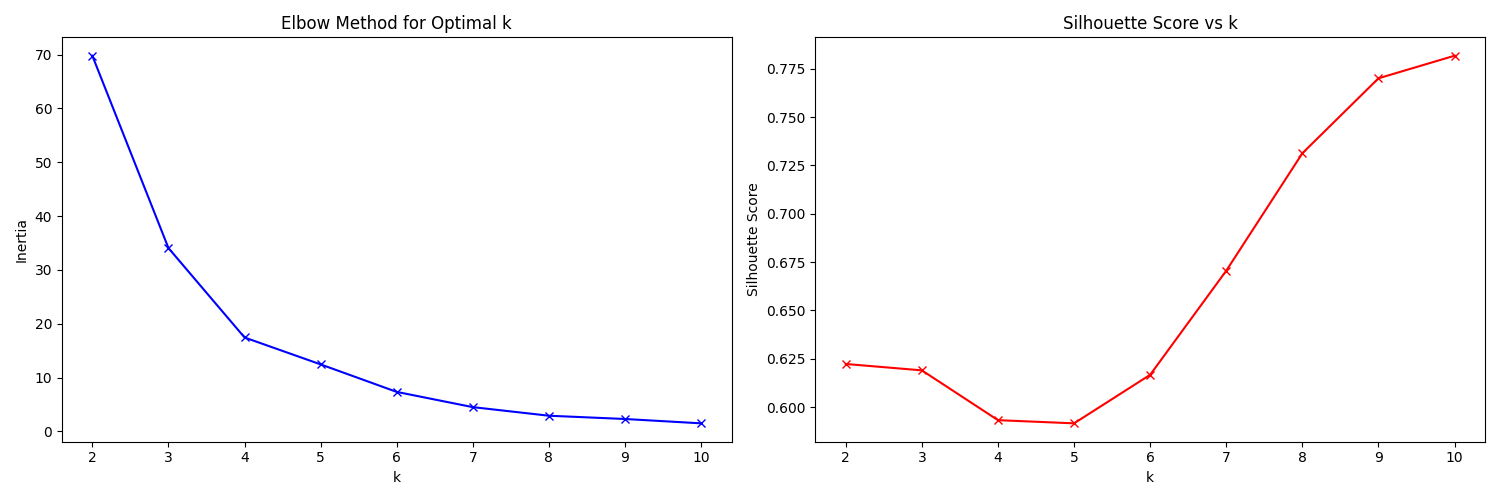 Elbow Method for Optimal k
70
60
50
40
30
20
10
0
Inertia
2 3 4 5 6 7 8 9 10
k
Silhouette Score vs k
0.775
0.750
0.725
0.700
0.675
0.650
0.625
0.600
Silhouette Score
2 3 4 5 6 7 8 9 10
k